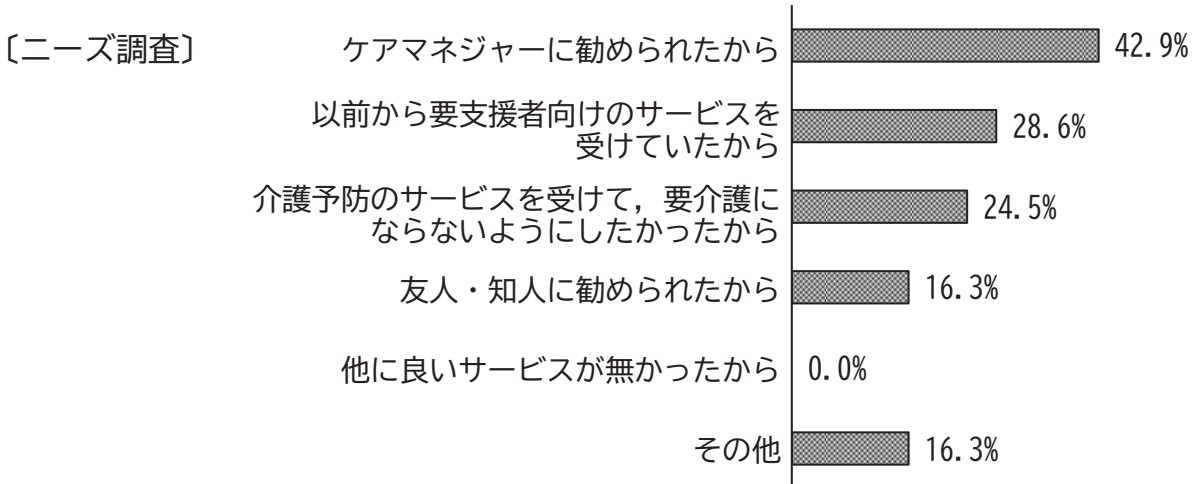 〔ニーズ調査〕
ケアマネジャーに勧められたから
42.9%
以前から要支援者向けのサービスを
受けていたから
28.6%
介護予防のサービスを受けて，要介護に
ならないようにしたかったから
24.5%
友人・知人に勧められたから
16.3%
他に良いサービスが無かったから
0.0%
その他
16.3%